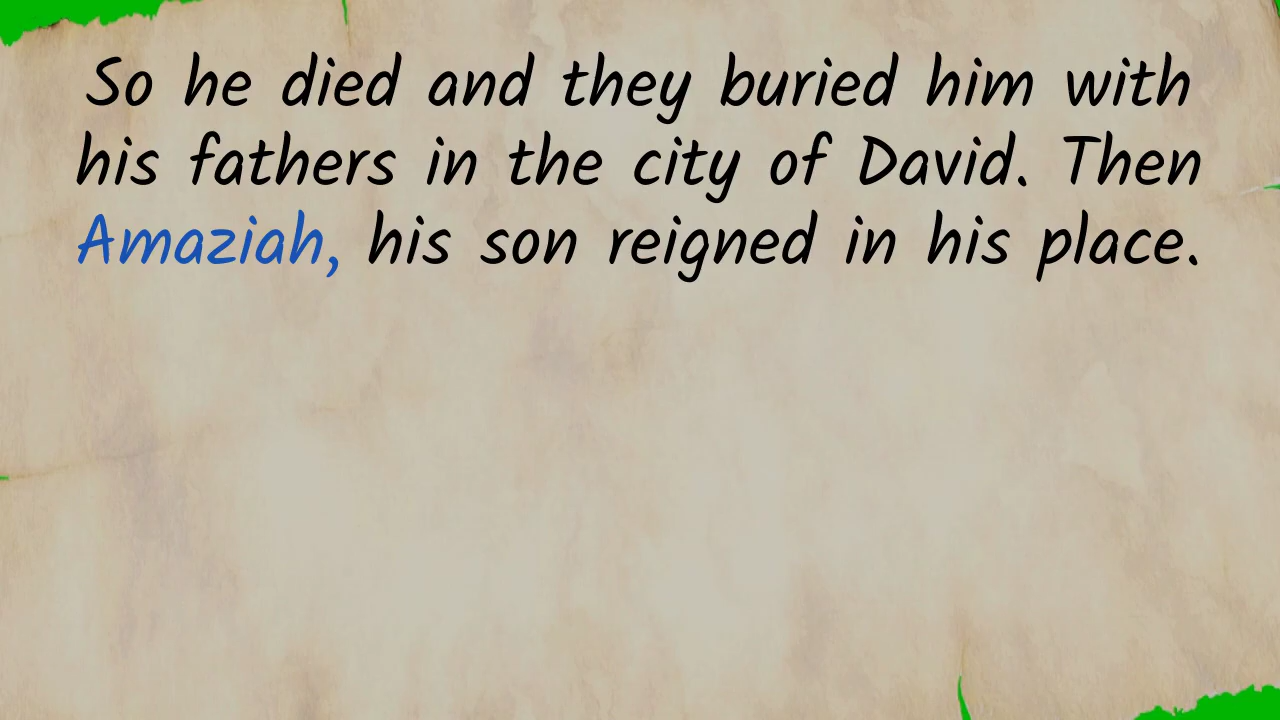 So he died and they buried him with
his fathers in the city of David. Then
Amaziah, his son reigned in his place.